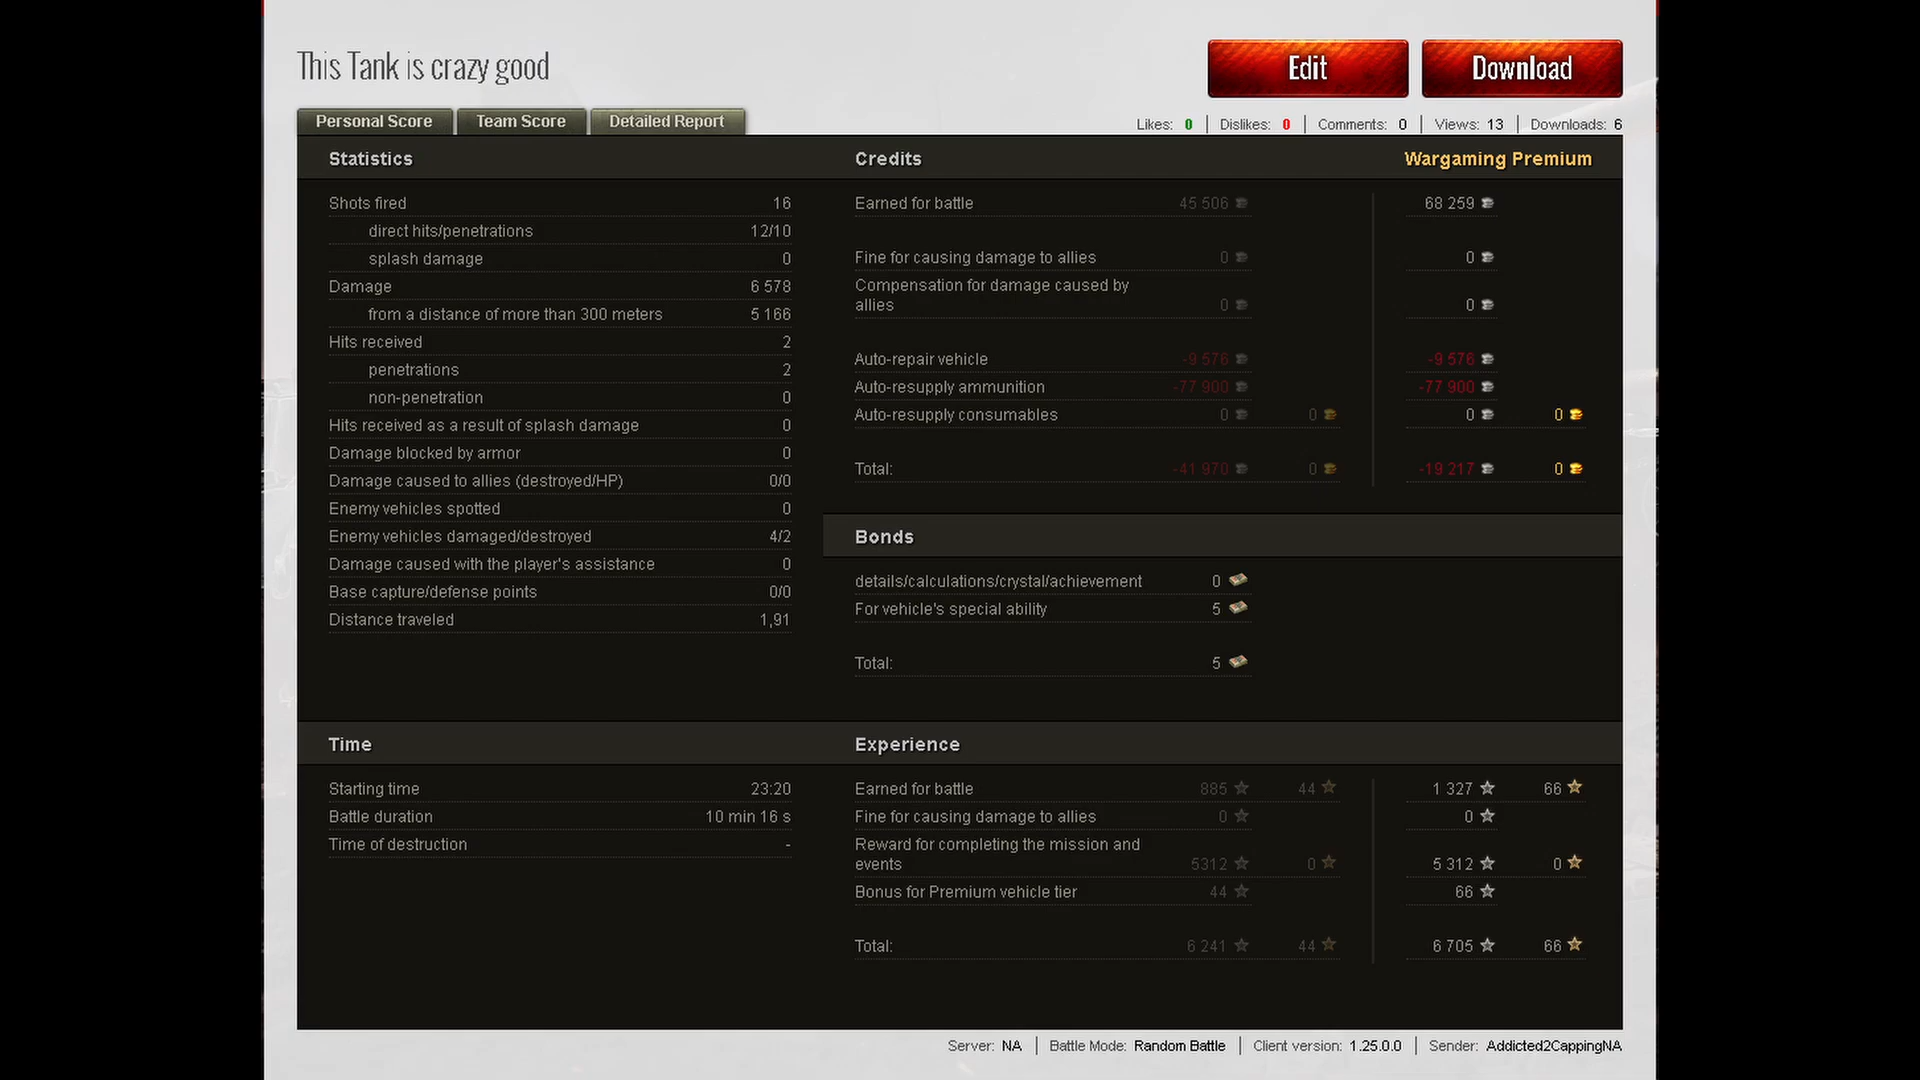 This Tank is crazy good
Edit
Download
Personal Score
Team Score
Detailed Report
Likes: 0 | Dislikes: 0 | Comments: 0 | Views: 13 | Downloads: 6
Statistics
Shots fired 16
direct hits/penetrations 12/10
splash damage 0
Damage 6 578
from a distance of more than 300 meters 5 166
Hits received 2
penetrations 2
non-penetration 0
Hits received as a result of splash damage 0
Damage blocked by armor 0
Damage caused to allies (destroyed/HP) 0/0
Enemy vehicles spotted 0
Enemy vehicles damaged/destroyed 4/2
Damage caused with the player's assistance 0
Base capture/defense points 0/0
Distance traveled 1,91
Credits Wargaming Premium
Earned for battle 45 506 68 259
Fine for causing damage to allies 0 0
Compensation for damage caused by
allies 0 0
Auto-repair vehicle -9 576 -9 576
Auto-resupply ammunition -77 900 -77 900
Auto-resupply consumables 0 0 0 0
Total: -41 970 0 -19 217 0
Bonds
details/calculations/crystal/achievement 0
For vehicle's special ability 5
Total: 5
Time
Starting time 23:20
Battle duration 10 min 16 s
Time of destruction -
Experience
Earned for battle 885 44 1 327 66
Fine for causing damage to allies 0 0
Reward for completing the mission and
events 5312 0 5 312 0
Bonus for Premium vehicle tier 44 66
Total: 6 241 44 6 705 66
Server: NA | Battle Mode: Random Battle | Client version: 1.25.0.0 | Sender: Addicted2CappingNA